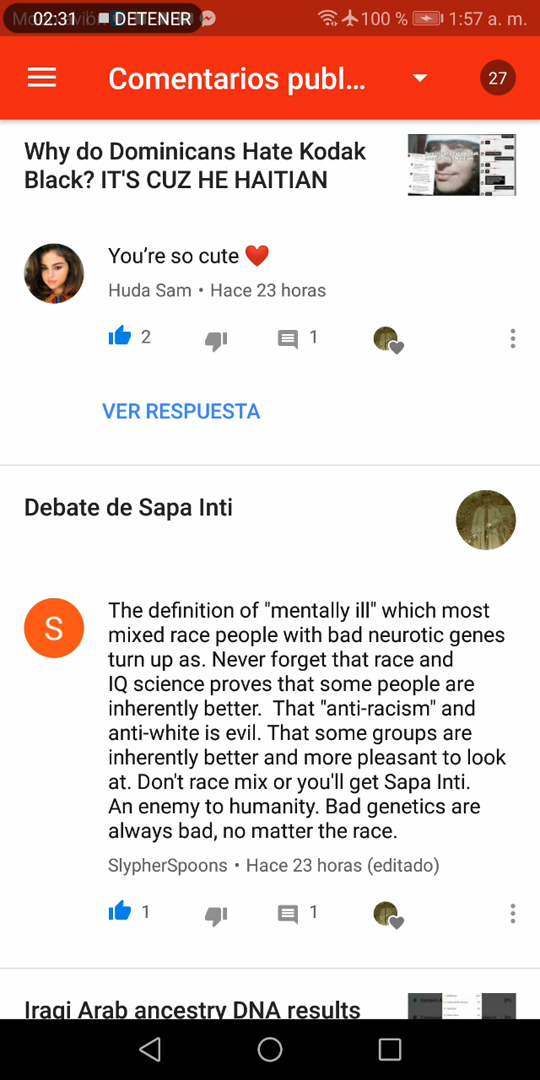 02:31 DETENER 100 % 1:57 a. m.
Comentarios publ... 27
Why do Dominicans Hate Kodak
Black? IT'S CUZ HE HAITIAN
You’re so cute ❤️
Huda Sam • Hace 23 horas
2 1
VER RESPUESTA
Debate de Sapa Inti
S
The definition of "mentally ill" which most
mixed race people with bad neurotic genes
turn up as. Never forget that race and
IQ science proves that some people are
inherently better. That "anti-racism" and
anti-white is evil. That some groups are
inherently better and more pleasant to look
at. Don't race mix or you'll get Sapa Inti.
An enemy to humanity. Bad genetics are
always bad, no matter the race.
SlypherSpoons • Hace 23 horas (editado)
1 1
Iraqi Arab ancestry DNA results